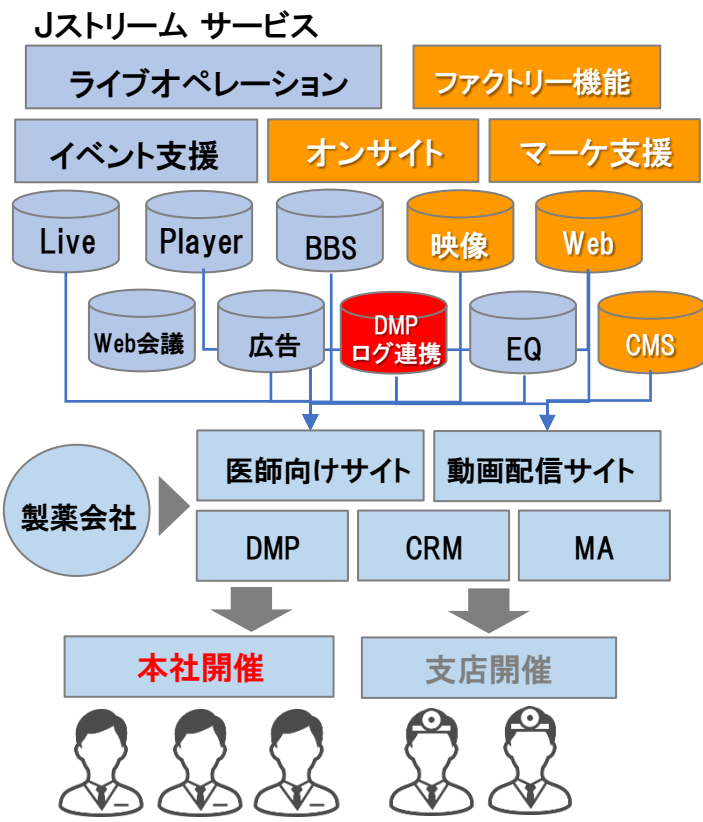 Jストリーム サービス
ライブオペレーション
ファクトリー機能
イベント支援
オンサイト
マーケ支援
Live
Player
BBS
映像
Web
Web会議
広告
DMP
ログ連携
EQ
CMS
医師向けサイト
動画配信サイト
製薬会社
DMP
CRM
MA
本社開催
支店開催